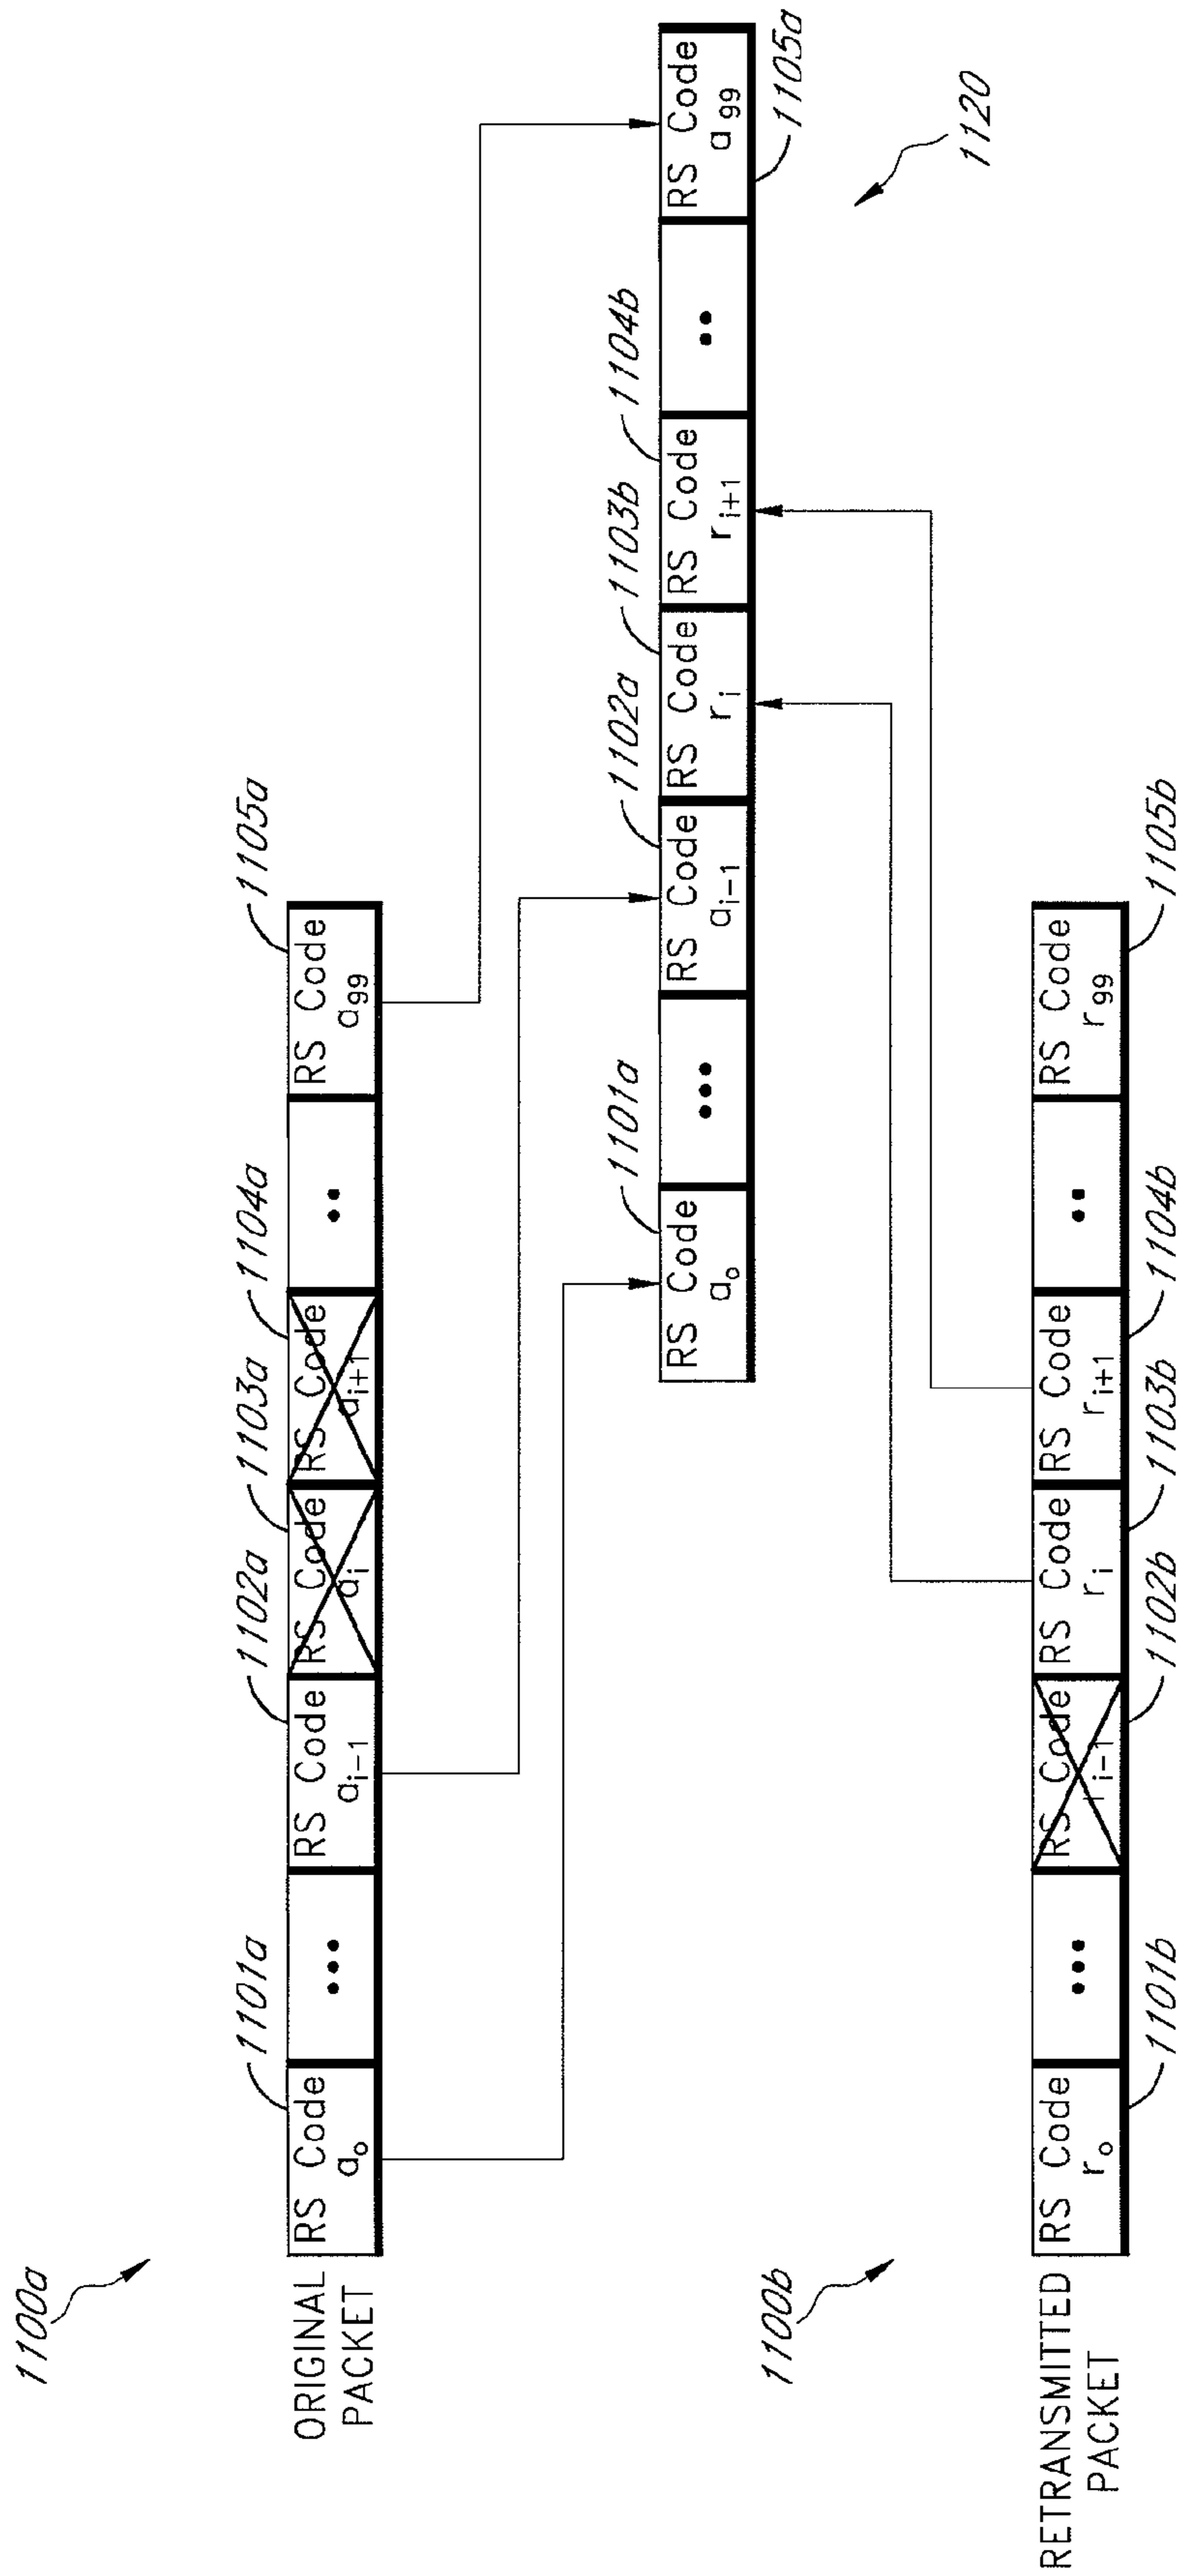 1100a
ORIGINAL
PACKET
1101a
1102a
1103a
1104a
1105a
RS Code
a₀
•••
RS Code
aᵢ₋₁
RS Code
aᵢ
RS Code
aᵢ₊₁
••
RS Code
a₉₉
1101a
1102a
1103b
1104b
RS Code
a₀
•••
RS Code
aᵢ₋₁
RS Code
rᵢ
RS Code
rᵢ₊₁
••
RS Code
a₉₉
1105a
1120
1100b
RETRANSMITTED
PACKET
RS Code
r₀
•••
RS Code
rᵢ₋₁
RS Code
rᵢ
RS Code
rᵢ₊₁
••
RS Code
r₉₉
1101b
1102b
1103b
1104b
1105b